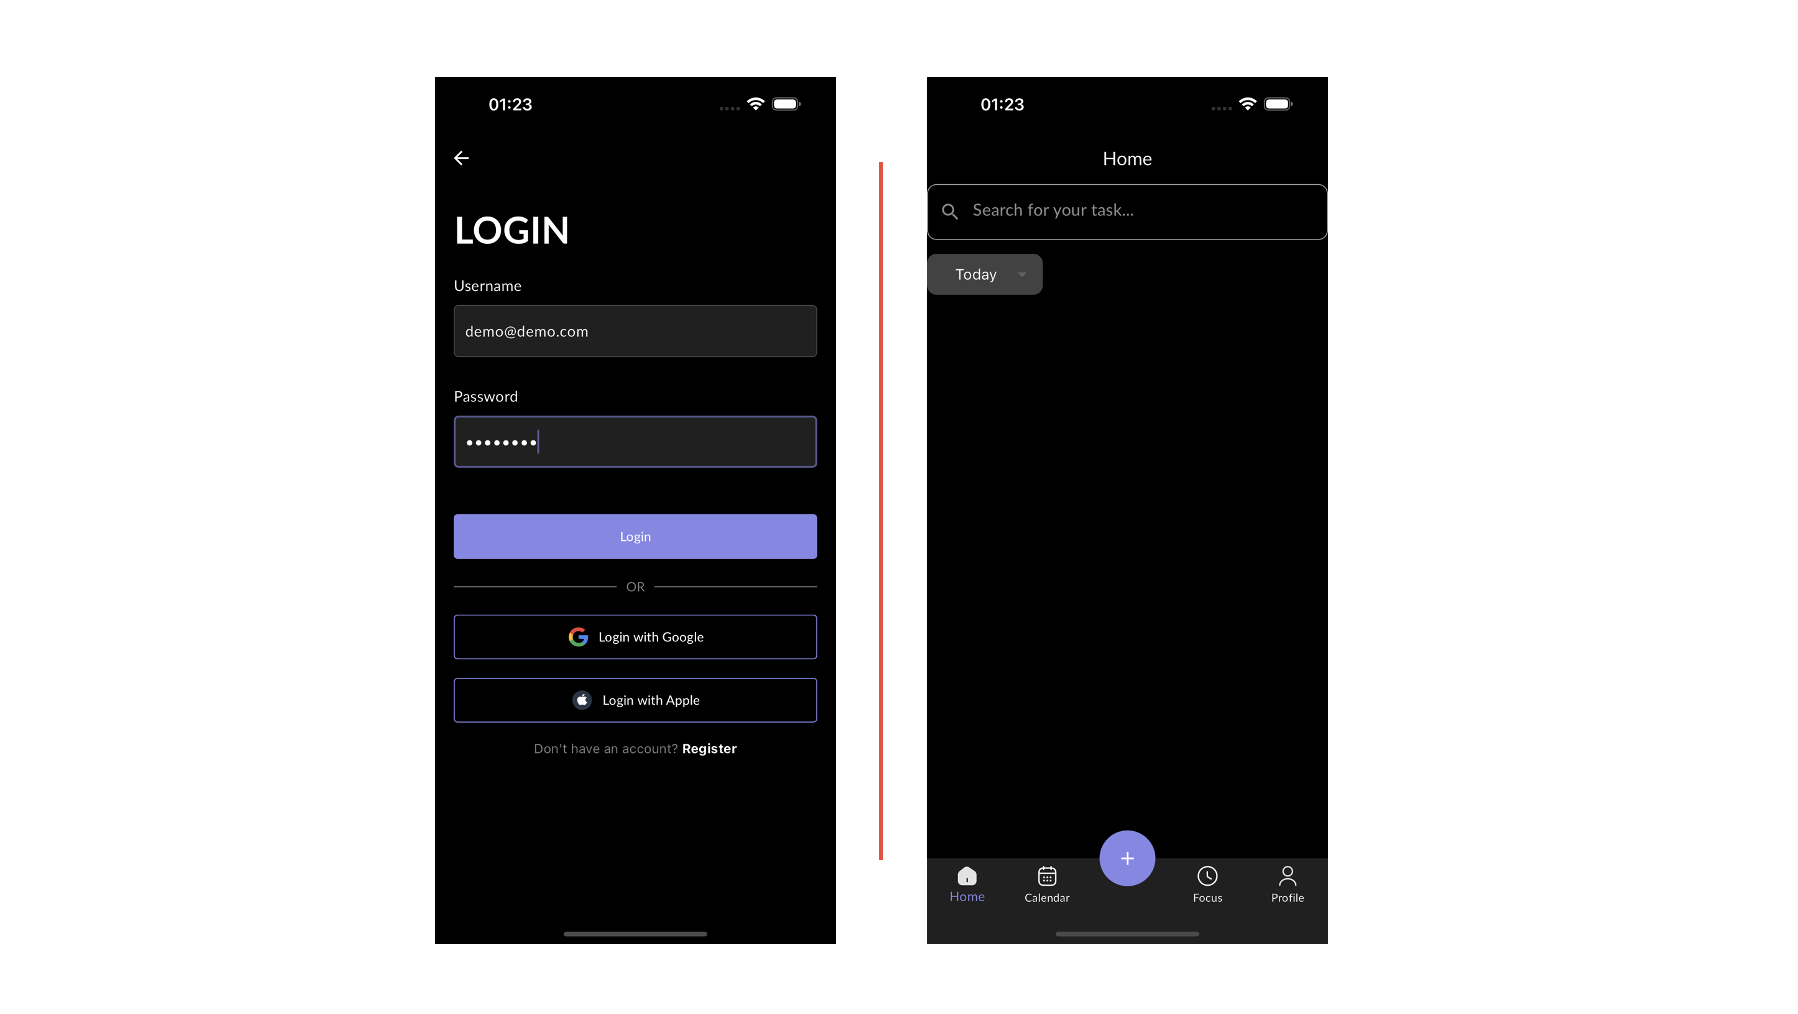 01:23
LOGIN
Username
demo@demo.com
Password
••••••••
Login
OR
Login with Google
Login with Apple
Don't have an account? Register
01:23
Home
Search for your task...
Today
+
Home
Calendar
Focus
Profile